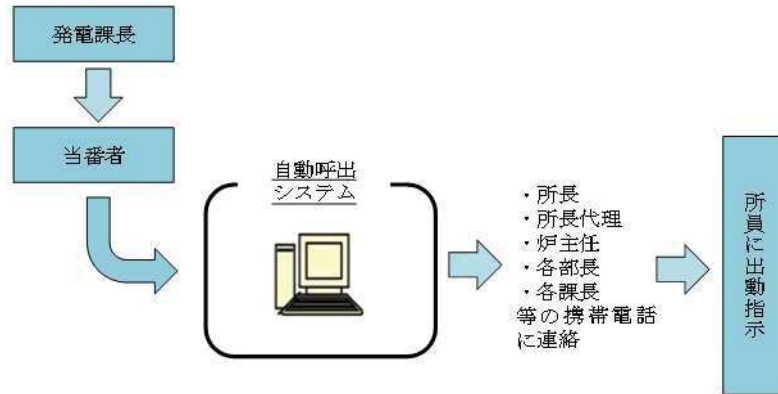 発電課長
当番者
自動呼出
システム
・所長
・所長代理
・炉主任
・各部長
・各課長
等の携帯電話
に連絡
所員に出動指示